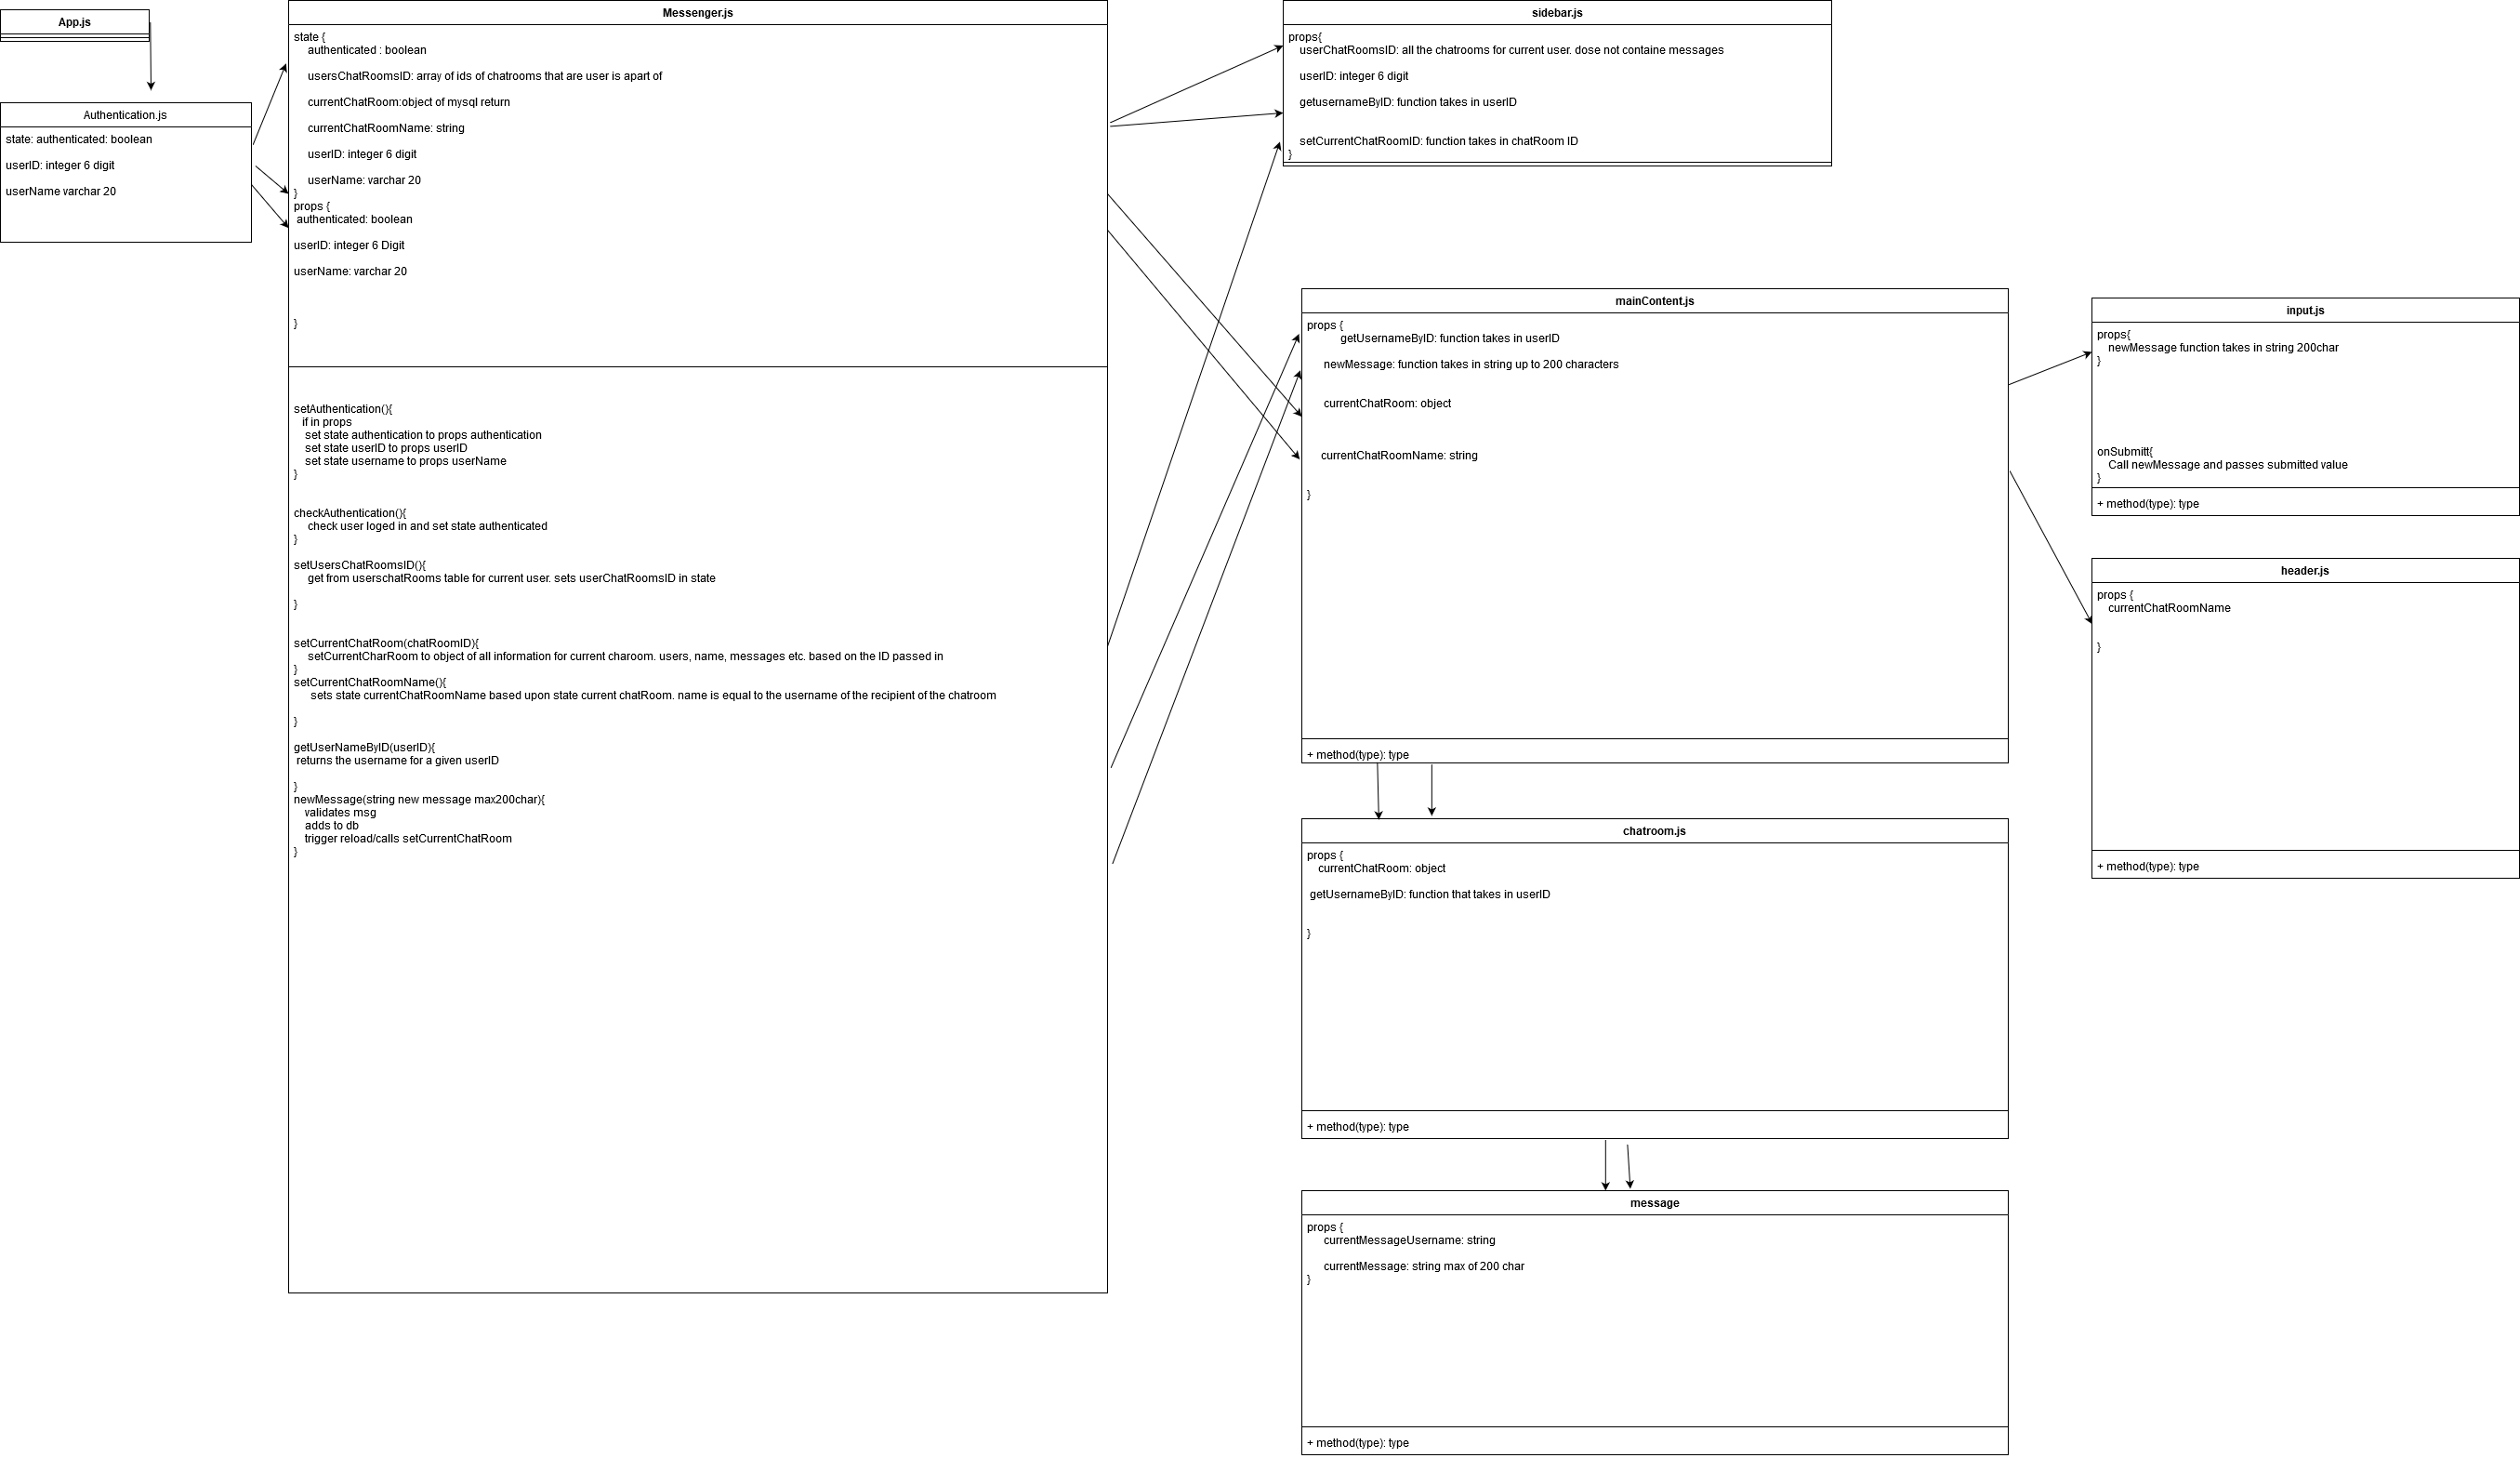 App.js
Authentication.js
state: authenticated: boolean
userID: integer 6 digit
userName varchar 20
Messenger.js
state {
authenticated : boolean
usersChatRoomsID: array of ids of chatrooms that are user is apart of
currentChatRoom:object of mysql return
currentChatRoomName: string
userID: integer 6 digit
userName: varchar 20
}
props {
authenticated: boolean
userID: integer 6 Digit
userName: varchar 20
}
setAuthentication(){
if in props
set state authentication to props authentication
set state userID to props userID
set state username to props userName
}
checkAuthentication(){
check user loged in and set state authenticated
}
setUsersChatRoomsID(){
get from userschatRooms table for current user. sets userChatRoomsID in state
}
setCurrentChatRoom(chatRoomID){
setCurrentCharRoom to object of all information for current charoom. users, name, messages etc. based on the ID passed in
}
setCurrentChatRoomName(){
sets state currentChatRoomName based upon state current chatRoom. name is equal to the username of the recipient of the chatroom
}
getUserNameByID(userID){
returns the username for a given userID
}
newMessage(string new message max200char){
validates msg
adds to db
trigger reload/calls setCurrentChatRoom
}
sidebar.js
props{
userChatRoomsID: all the chatrooms for current user. dose not containe messages
userID: integer 6 digit
getusernameByID: function takes in userID
setCurrentChatRoomID: function takes in chatRoom ID
}
mainContent.js
props {
getUsernameByID: function takes in userID
newMessage: function takes in string up to 200 characters
currentChatRoom: object
currentChatRoomName: string
}
+ method(type): type
input.js
props{
newMessage function takes in string 200char
}
onSubmitt{
Call newMessage and passes submitted value
}
+ method(type): type
header.js
props {
currentChatRoomName
}
+ method(type): type
chatroom.js
props {
currentChatRoom: object
getUsernameByID: function that takes in userID
}
+ method(type): type
message
props {
currentMessageUsername: string
currentMessage: string max of 200 char
}
+ method(type): type